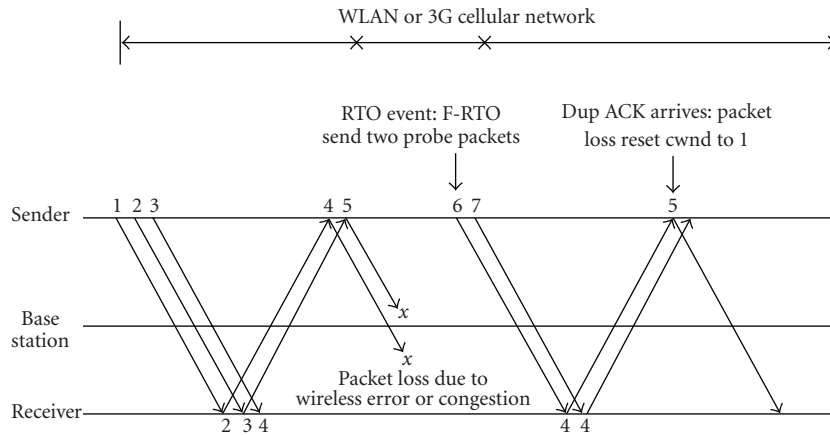 WLAN or 3G cellular network
RTO event: F-RTO
send two probe packets
Dup ACK arrives: packet
loss reset cwnd to 1
Sender
1 2 3 4 5 6 7 5
Base
station
x
x
Packet loss due to
wireless error or congestion
Receiver
2 3 4 4 4